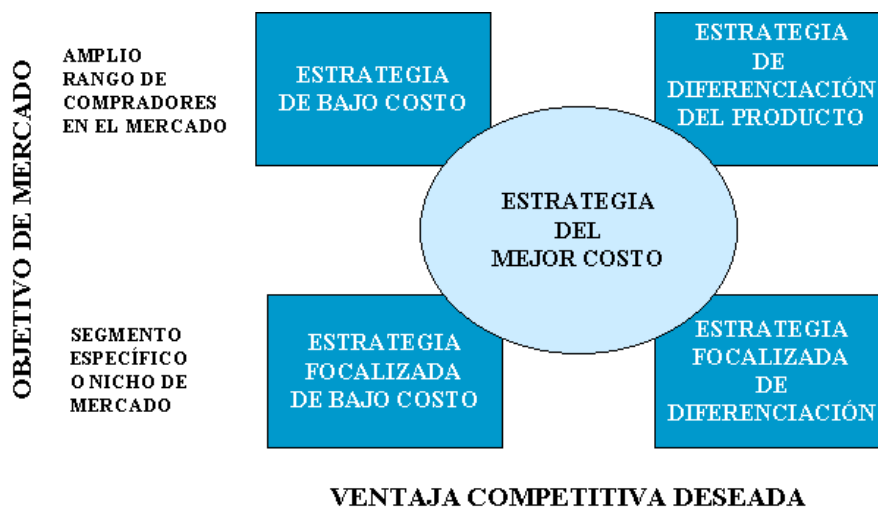 OBJETIVO DE MERCADO
AMPLIO
RANGO DE
COMPRADORES
EN EL MERCADO
ESTRATEGIA
DE BAJO COSTO
ESTRATEGIA
DE
DIFERENCIACIÓN
DEL PRODUCTO
ESTRATEGIA
DEL
MEJOR COSTO
SEGMENTO
ESPECÍFICO
O NICHO DE
MERCADO
ESTRATEGIA
FOCALIZADA
DE BAJO COSTO
ESTRATEGIA
FOCALIZADA
DE
DIFERENCIACIÓN
VENTAJA COMPETITIVA DESEADA